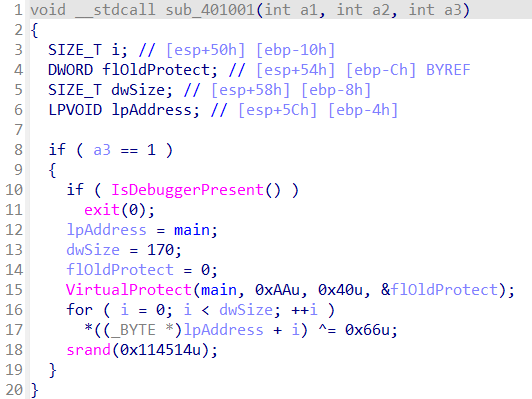 1 void __stdcall sub_401001(int a1, int a2, int a3)
2 {
3   SIZE_T i; // [esp+50h] [ebp-10h]
4   DWORD flOldProtect; // [esp+54h] [ebp-Ch] BYREF
5   SIZE_T dwSize; // [esp+58h] [ebp-8h]
6   LPVOID lpAddress; // [esp+5Ch] [ebp-4h]
7
8   if ( a3 == 1 )
9   {
10     if ( IsDebuggerPresent() )
11       exit(0);
12     lpAddress = main;
13     dwSize = 170;
14     flOldProtect = 0;
15     VirtualProtect(main, 0xAAu, 0x40u, &flOldProtect);
16     for ( i = 0; i < dwSize; ++i )
17       *((_BYTE *)lpAddress + i) ^= 0x66u;
18     srand(0x114514u);
19   }
20 }